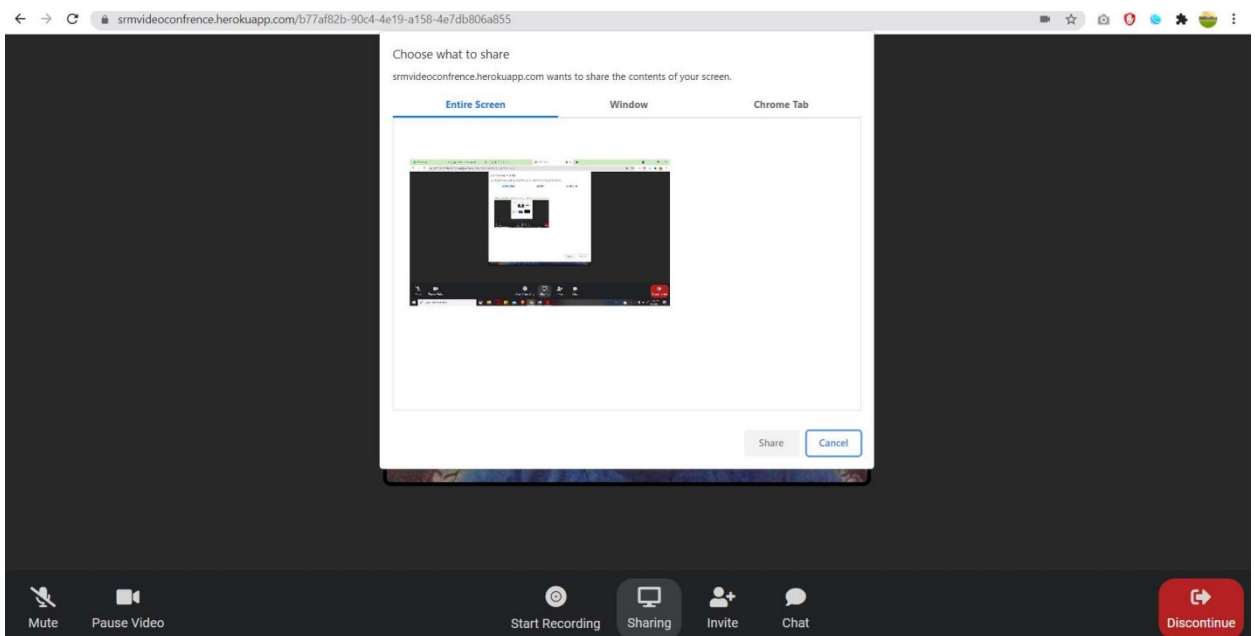 srmvideoconfrence.herokuapp.com/b77af82b-90c4-4e19-a158-4e7db806a855
Choose what to share
srmvideoconfrence.herokuapp.com wants to share the contents of your screen.
Entire Screen Window Chrome Tab
Share Cancel
Mute Pause Video Start Recording Sharing Invite Chat Discontinue